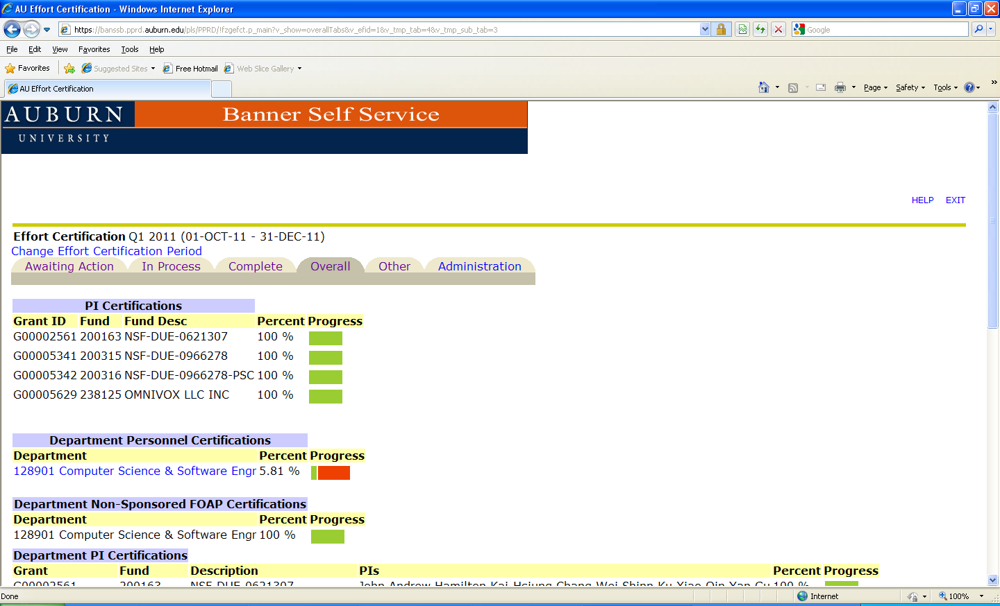 AU Effort Certification - Windows Internet Explorer
https://banssb.pprd.auburn.edu/pls/PPRD/!fzgefct.p_main?v_show=overallTabs&v_efid=1&v_tmp_tab=4&v_tmp_sub_tab=3
Google
File Edit View Favorites Tools Help
Favorites Suggested Sites Free Hotmail Web Slice Gallery
AU Effort Certification
Page Safety Tools
AUBURN
UNIVERSITY
Banner Self Service
HELP EXIT
Effort Certification Q1 2011 (01-OCT-11 - 31-DEC-11)
Change Effort Certification Period
Awaiting Action In Process Complete Overall Other Administration
PI Certifications
Grant ID Fund Fund Desc Percent Progress
G00002561 200163 NSF-DUE-0621307 100 %
G00005341 200315 NSF-DUE-0966278 100 %
G00005342 200316 NSF-DUE-0966278-PSC 100 %
G00005629 238125 OMNIVOX LLC INC 100 %
Department Personnel Certifications
Department Percent Progress
128901 Computer Science & Software Engr 5.81 %
Department Non-Sponsored FOAP Certifications
Department Percent Progress
128901 Computer Science & Software Engr 100 %
Department PI Certifications
Grant Fund Description PIs Percent Progress
G00002561 200163 NSF-DUE-0621307 John Andrew Hamilton Kai-Hsiung Chang Wei-Shinn Ku Xiao Qin Yan Cu 100 %
Done Internet 100%